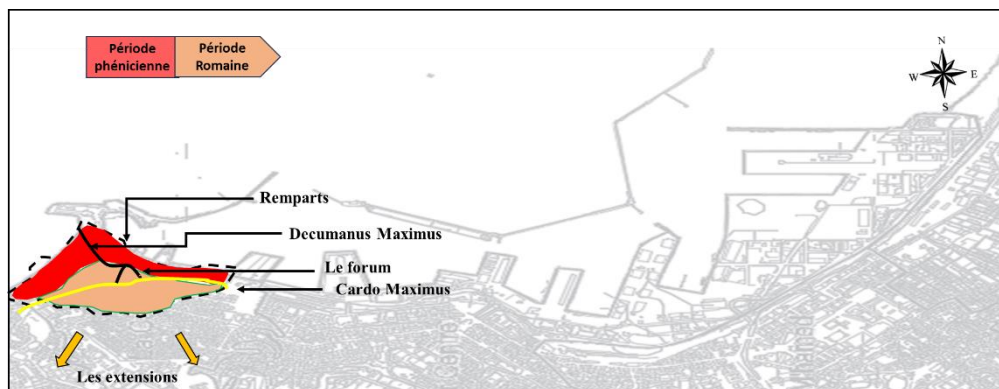 Période
phénicienne
Période
Romaine
N
W
E
S
Remparts
Decumanus Maximus
Le forum
Cardo Maximus
Les extensions